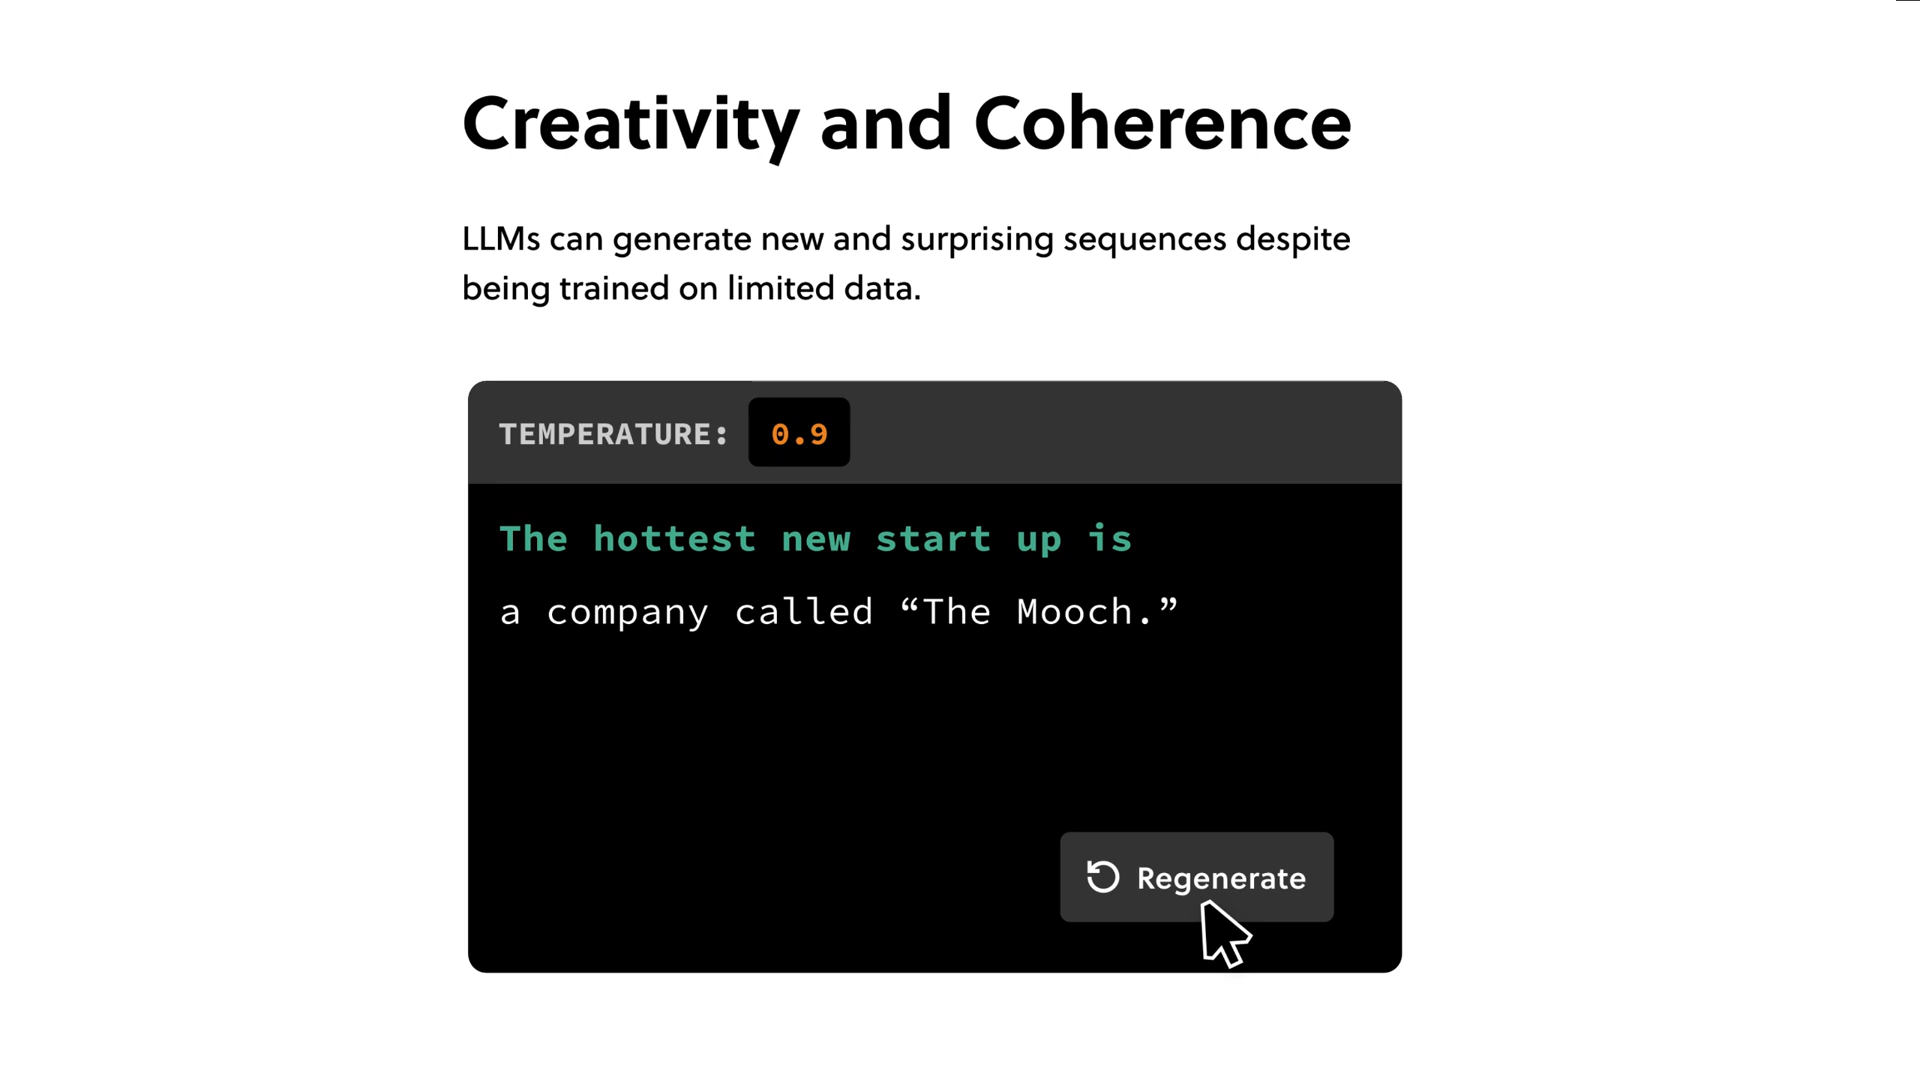 Creativity and Coherence
LLMs can generate new and surprising sequences despite
being trained on limited data.
TEMPERATURE: 0.9
The hottest new start up is
a company called “The Mooch.”
Regenerate